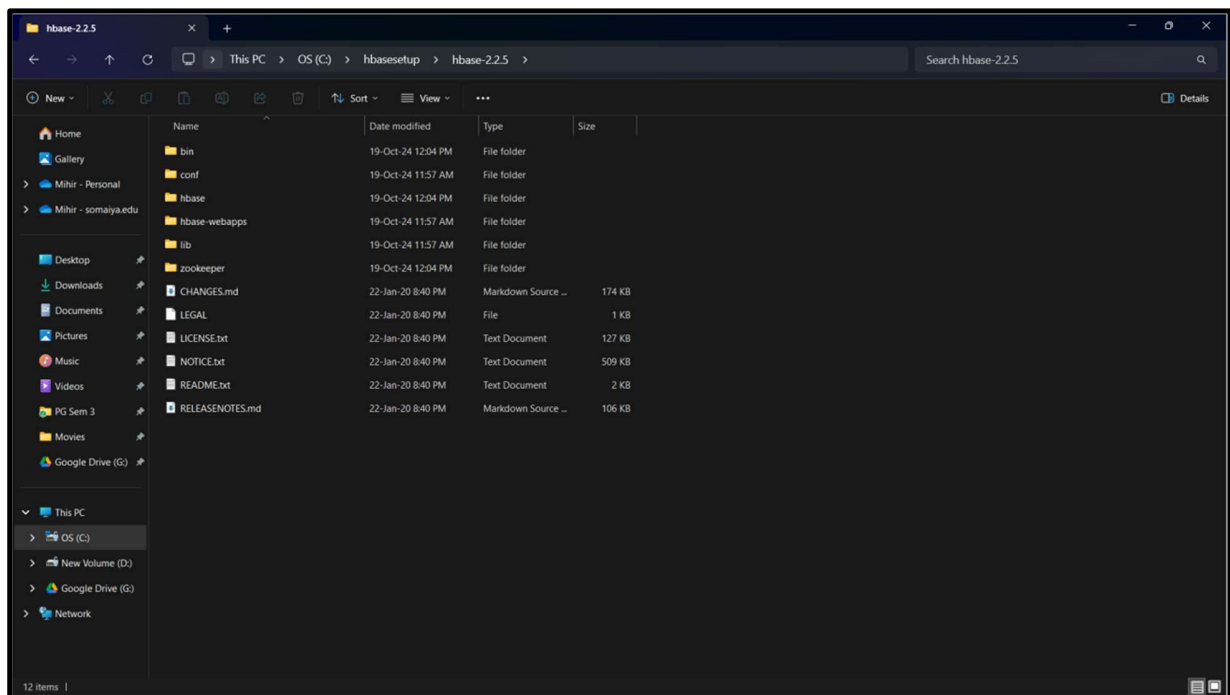 hbase-2.2.5
This PC > OS (C:) > hbasesetup > hbase-2.2.5 >
Search hbase-2.2.5
New
Sort
View
Details
Home
Gallery
Mihir - Personal
Mihir - somaiya.edu
Desktop
Downloads
Documents
Pictures
Music
Videos
PG Sem 3
Movies
Google Drive (G:)
This PC
OS (C:)
New Volume (D:)
Google Drive (G:)
Network
Name Date modified Type Size
bin 19-Oct-24 12:04 PM File folder
conf 19-Oct-24 11:57 AM File folder
hbase 19-Oct-24 12:04 PM File folder
hbase-webapps 19-Oct-24 11:57 AM File folder
lib 19-Oct-24 11:57 AM File folder
zookeeper 19-Oct-24 12:04 PM File folder
CHANGES.md 22-Jan-20 8:40 PM Markdown Source ... 174 KB
LEGAL 22-Jan-20 8:40 PM File 1 KB
LICENSE.txt 22-Jan-20 8:40 PM Text Document 127 KB
NOTICE.txt 22-Jan-20 8:40 PM Text Document 509 KB
README.txt 22-Jan-20 8:40 PM Text Document 2 KB
RELEASENOTES.md 22-Jan-20 8:40 PM Markdown Source ... 106 KB
12 items